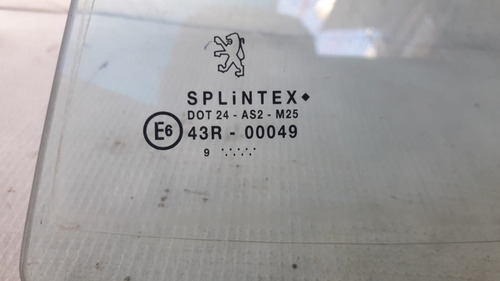 SPLiNTEX
DOT 24 - AS2 - M25
E6 43R - 00049
9 .....